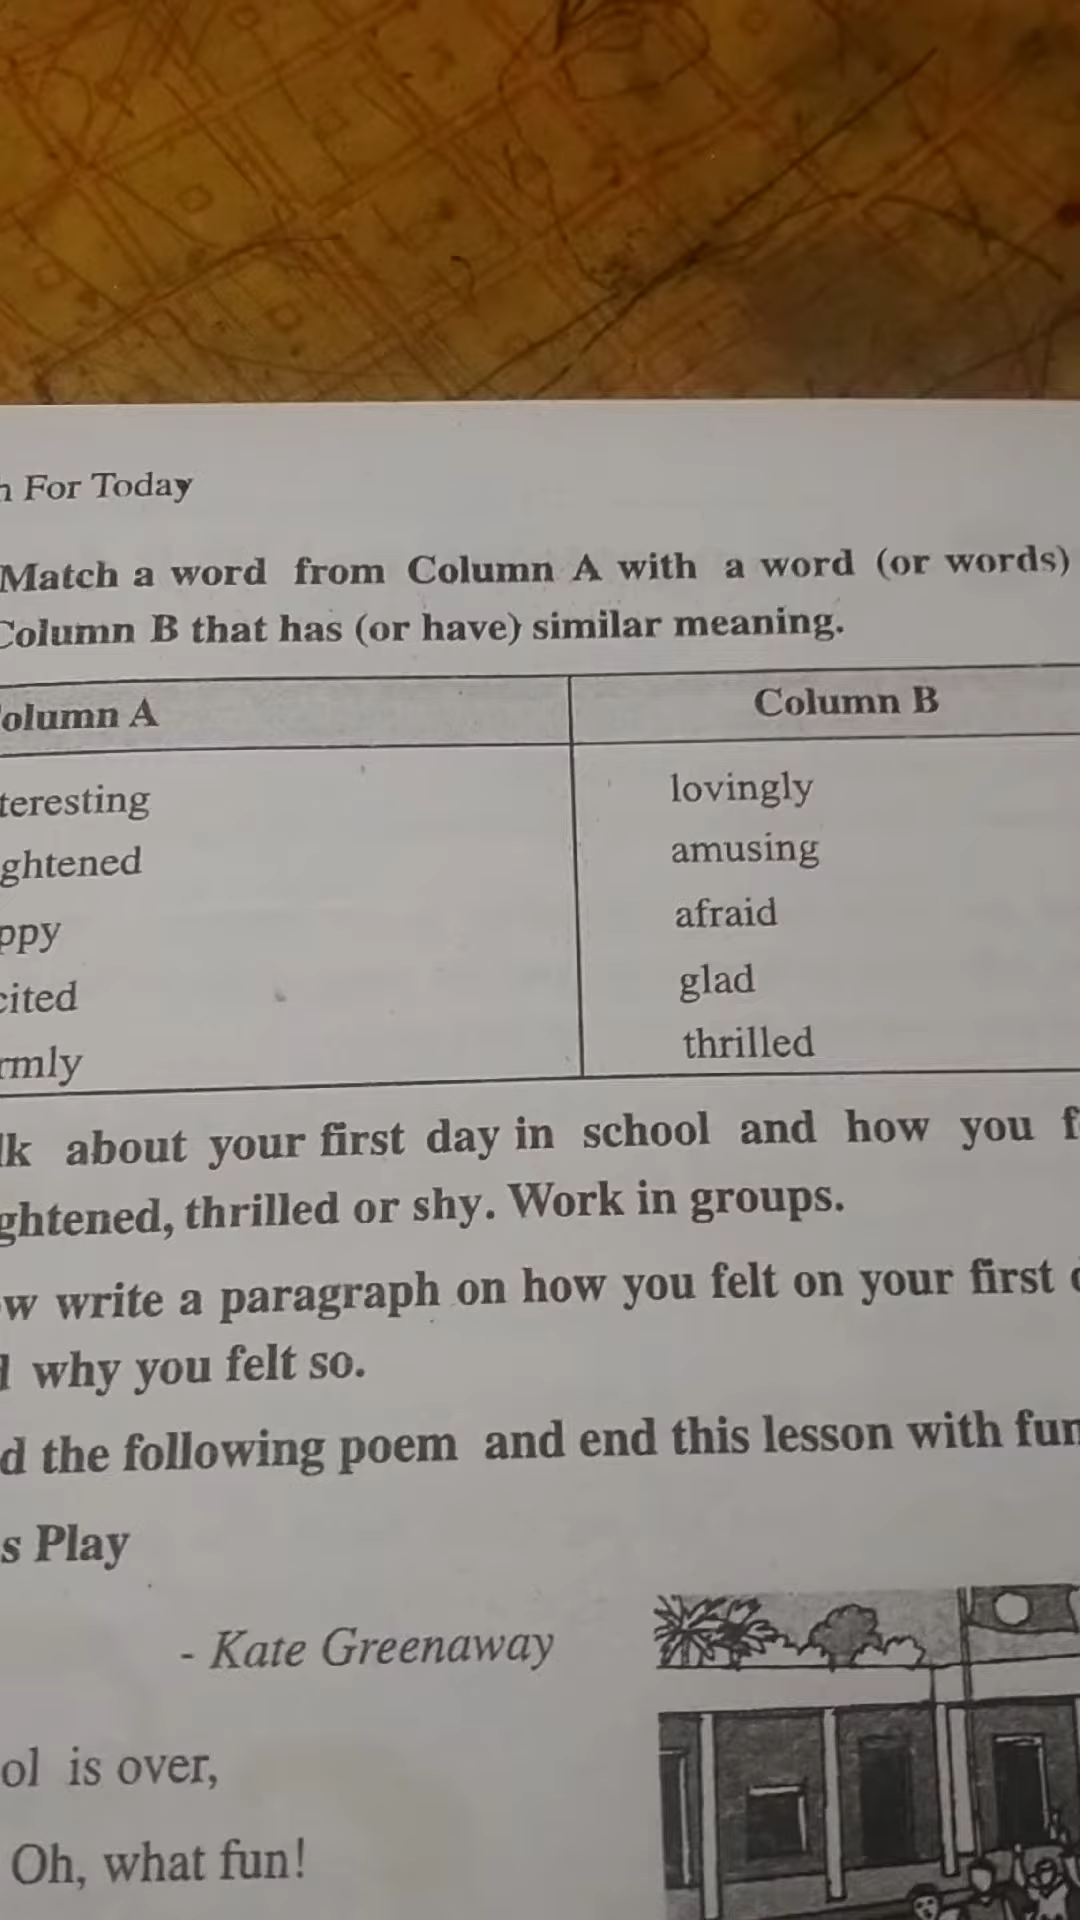 For Today
Match a word from Column A with a word (or words)
Column B that has (or have) similar meaning.
Column A
Column B
teresting
lovingly
ghtened
amusing
ppy
afraid
cited
glad
rmly
thrilled
lk about your first day in school and how you f
ghtened, thrilled or shy. Work in groups.
ow write a paragraph on how you felt on your first
why you felt so.
d the following poem and end this lesson with fun
s Play
- Kate Greenaway
ol is over,
Oh, what fun!